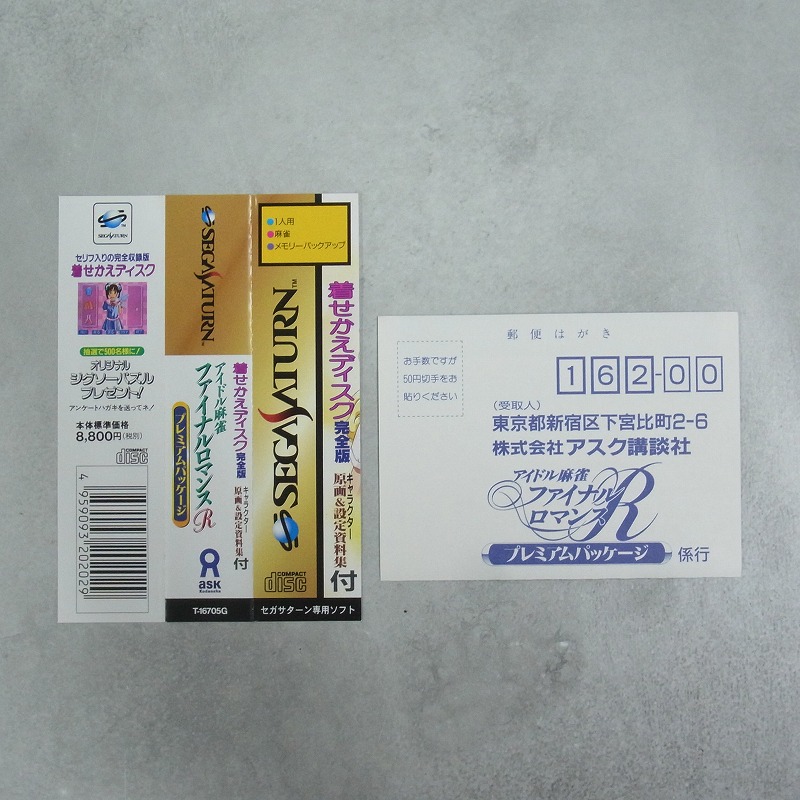 SEGA SATURN
セリフ入りの完全収録版
着せかえディスク
抽選で500名様に!
オリジナル
ジグソーパズル
プレゼント!
アンケートハガキを送ってネ!
本体標準価格
8,800円(税別)
COMPACT
disc
4 959093 202029
SEGA SATURN
着せかえディスク 完全版
キャラクター
原画&設定資料集 付
アイドル麻雀
ファイナルロマンスR
プレミアムパッケージ
ask
Kodansha
T-16705G
●1人用
●麻雀
●メモリーバックアップ
SEGA SATURN™
着せかえディスク 完全版
キャラクター
原画&設定資料集 付
COMPACT
disc
セガサターン専用ソフト
郵便はがき
お手数ですが
50円切手をお
貼りください
162-00
(受取人)
東京都新宿区下宮比町2-6
株式会社 アスク講談社
アイドル麻雀
ファイナル
ロマンスR
プレミアムパッケージ 係行